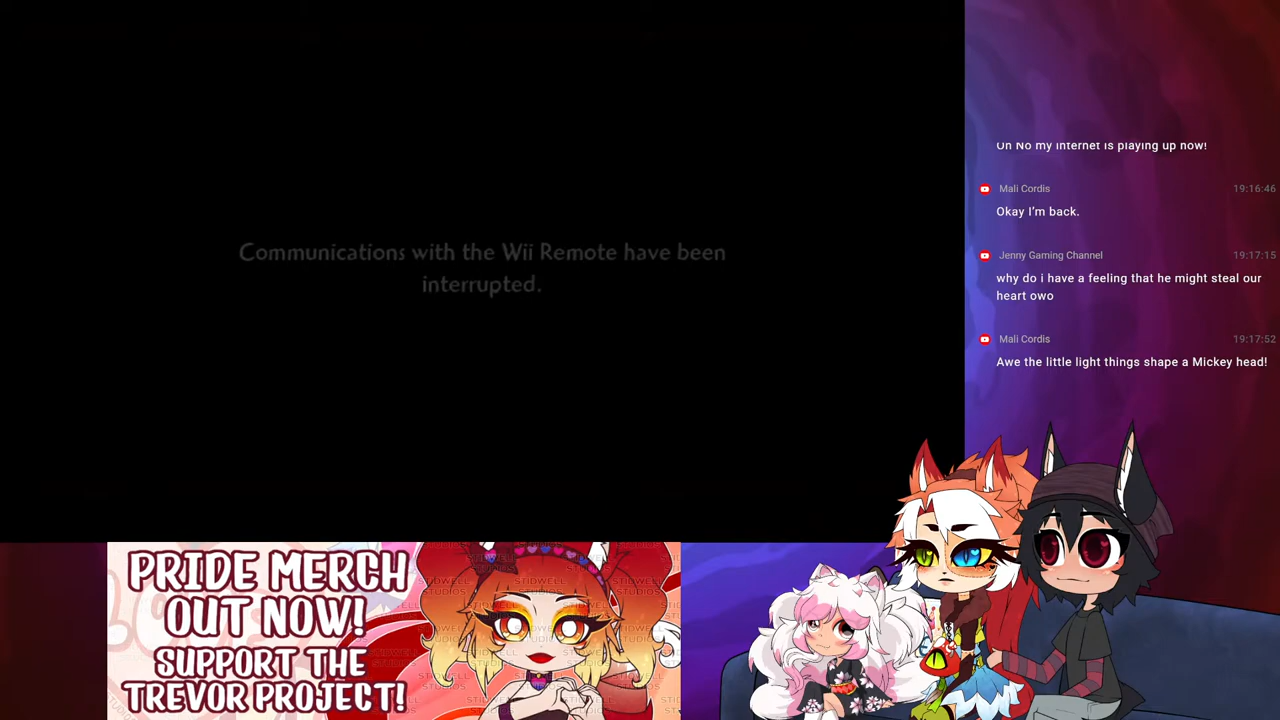 Communications with the Wii Remote have been
interrupted.
Oh No my internet is playing up now!
Mali Cordis 19:16:46
Okay I'm back.
Jenny Gaming Channel 19:17:15
why do i have a feeling that he might steal our
heart owo
Mali Cordis 19:17:52
Awe the little light things shape a Mickey head!
PRIDE MERCH
OUT NOW!
SUPPORT THE
TREVOR PROJECT!
STIDWELL
STUDIOS